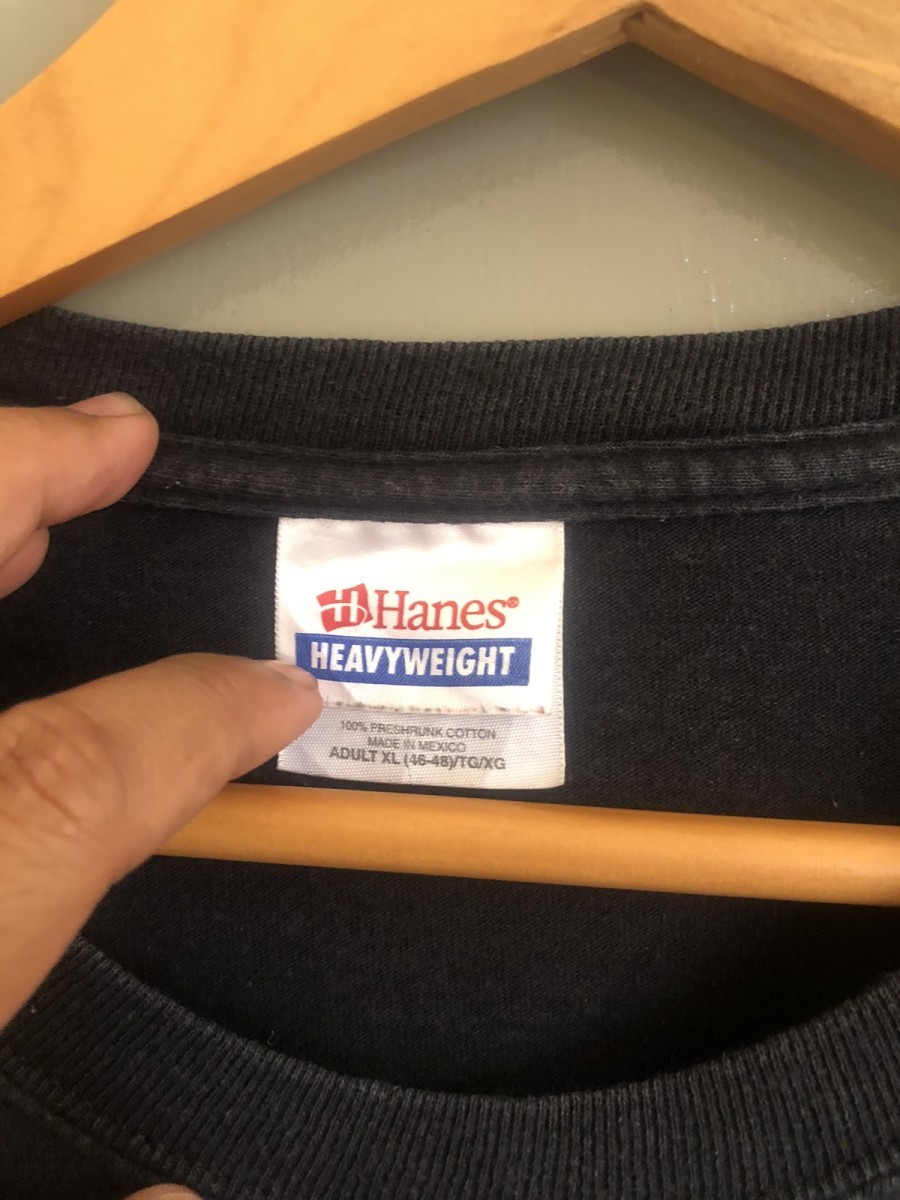 Hanes®
HEAVYWEIGHT
100% PRESHRUNK COTTON
MADE IN MEXICO
ADULT XL (46-48)/TG/XG